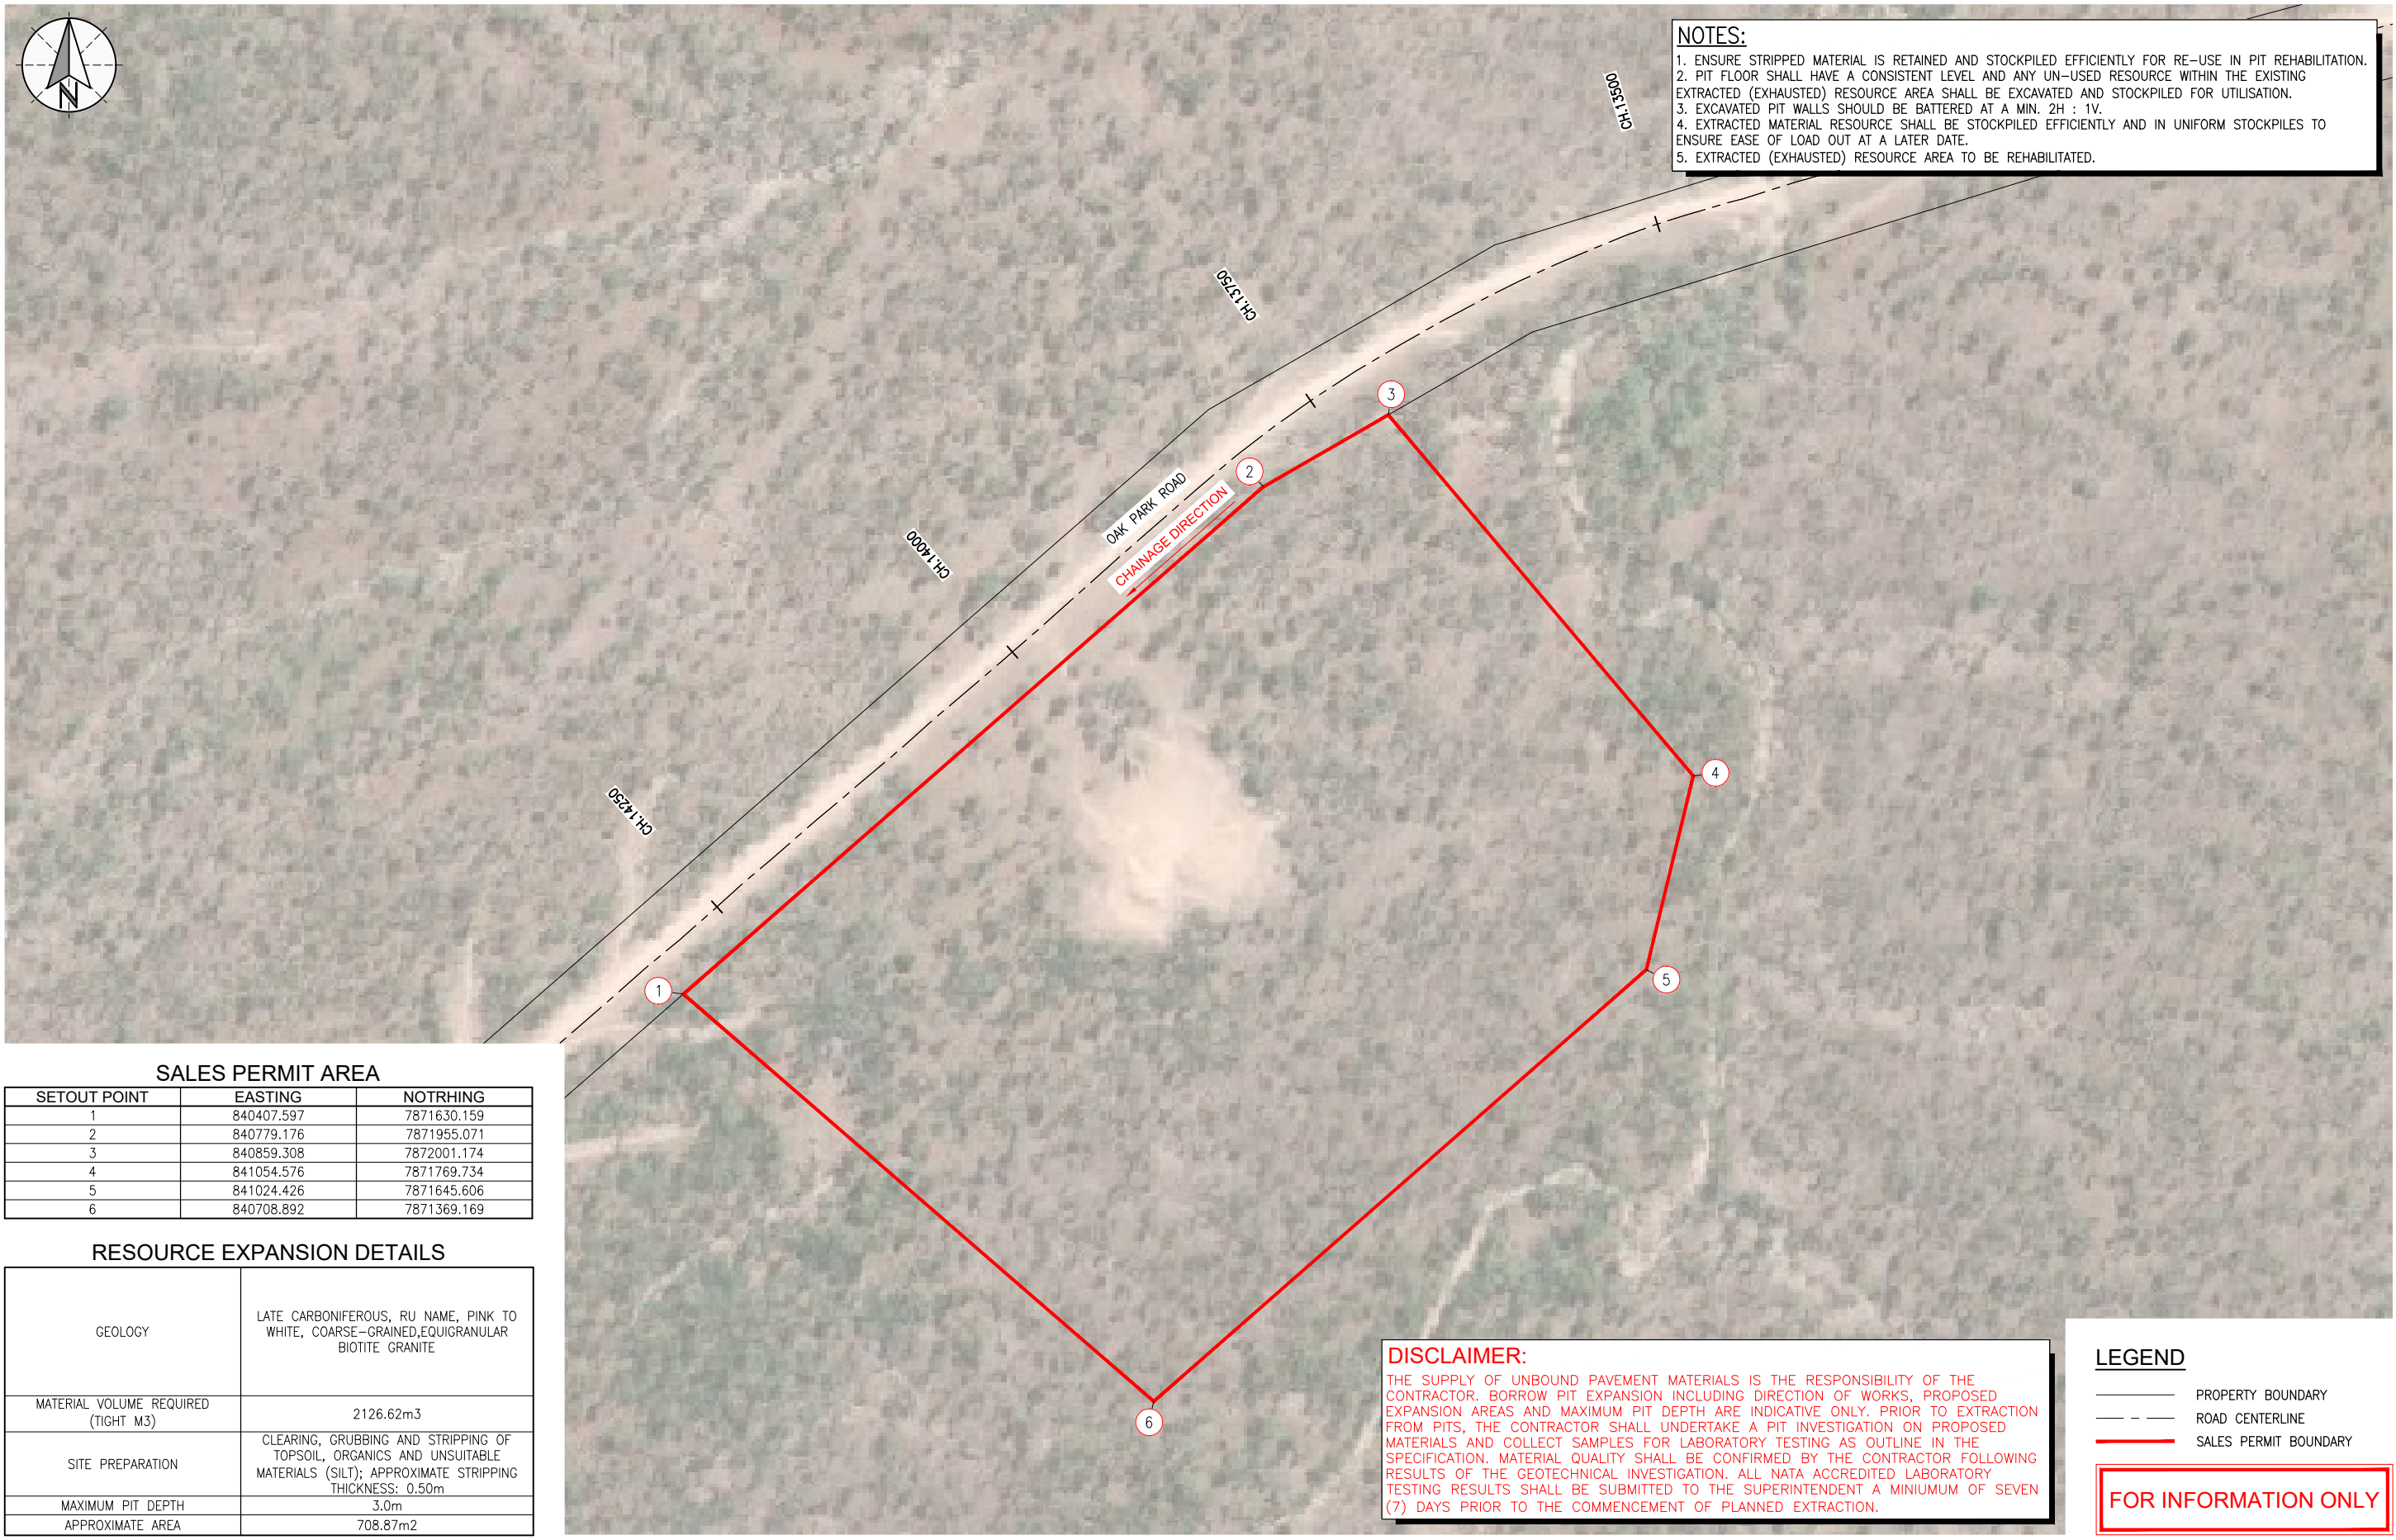 N
NOTES:
1. ENSURE STRIPPED MATERIAL IS RETAINED AND STOCKPILED EFFICIENTLY FOR RE-USE IN PIT REHABILITATION.
2. PIT FLOOR SHALL HAVE A CONSISTENT LEVEL AND ANY UN-USED RESOURCE WITHIN THE EXISTING
EXTRACTED (EXHAUSTED) RESOURCE AREA SHALL BE EXCAVATED AND STOCKPILED FOR UTILISATION.
3. EXCAVATED PIT WALLS SHOULD BE BATTERED AT A MIN. 2H : 1V.
4. EXTRACTED MATERIAL RESOURCE SHALL BE STOCKPILED EFFICIENTLY AND IN UNIFORM STOCKPILES TO
ENSURE EASE OF LOAD OUT AT A LATER DATE.
5. EXTRACTED (EXHAUSTED) RESOURCE AREA TO BE REHABILITATED.
CH.13500
CH.13750
3
2
OAK PARK ROAD
CHAINAGE DIRECTION
CH.14000
4
CH.14250
5
1
6
SALES PERMIT AREA
SETOUT POINT EASTING NOTRHING
1 840407.597 7871630.159
2 840779.176 7871955.071
3 840859.308 7872001.174
4 841054.576 7871769.734
5 841024.426 7871645.606
6 840708.892 7871369.169
RESOURCE EXPANSION DETAILS
GEOLOGY
LATE CARBONIFEROUS, RU NAME, PINK TO
WHITE, COARSE-GRAINED,EQUIGRANULAR
BIOTITE GRANITE
MATERIAL VOLUME REQUIRED
(TIGHT M3)
2126.62m3
SITE PREPARATION
CLEARING, GRUBBING AND STRIPPING OF
TOPSOIL, ORGANICS AND UNSUITABLE
MATERIALS (SILT); APPROXIMATE STRIPPING
THICKNESS: 0.50m
MAXIMUM PIT DEPTH 3.0m
APPROXIMATE AREA 708.87m2
DISCLAIMER:
THE SUPPLY OF UNBOUND PAVEMENT MATERIALS IS THE RESPONSIBILITY OF THE
CONTRACTOR. BORROW PIT EXPANSION INCLUDING DIRECTION OF WORKS, PROPOSED
EXPANSION AREAS AND MAXIMUM PIT DEPTH ARE INDICATIVE ONLY. PRIOR TO EXTRACTION
FROM PITS, THE CONTRACTOR SHALL UNDERTAKE A PIT INVESTIGATION ON PROPOSED
MATERIALS AND COLLECT SAMPLES FOR LABORATORY TESTING AS OUTLINE IN THE
SPECIFICATION. MATERIAL QUALITY SHALL BE CONFIRMED BY THE CONTRACTOR FOLLOWING
RESULTS OF THE GEOTECHNICAL INVESTIGATION. ALL NATA ACCREDITED LABORATORY
TESTING RESULTS SHALL BE SUBMITTED TO THE SUPERINTENDENT A MINIUMUM OF SEVEN
(7) DAYS PRIOR TO THE COMMENCEMENT OF PLANNED EXTRACTION.
LEGEND
PROPERTY BOUNDARY
ROAD CENTERLINE
SALES PERMIT BOUNDARY
FOR INFORMATION ONLY